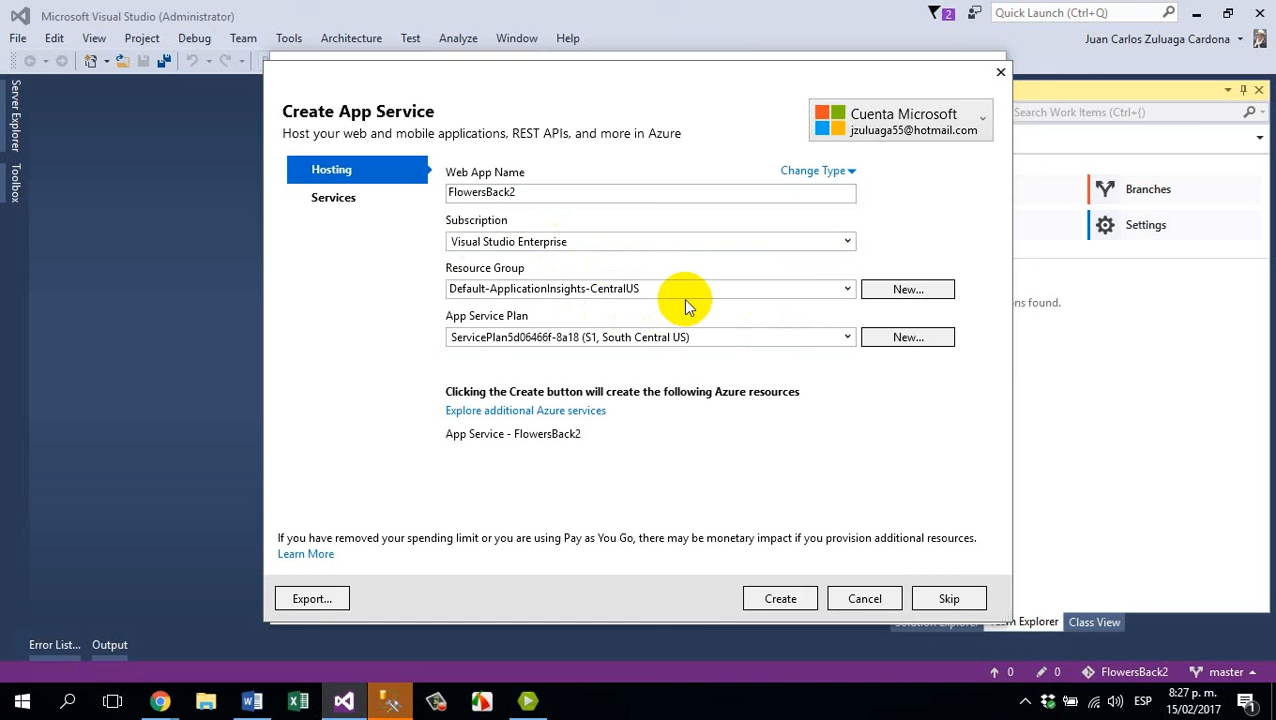 Microsoft Visual Studio (Administrator)
2
Quick Launch (Ctrl+Q)
File Edit View Project Debug Team Tools Architecture Test Analyze Window Help
Juan Carlos Zuluaga Cardona
Server Explorer
Toolbox
Search Work Items (Ctrl+()
Create App Service
Host your web and mobile applications, REST APIs, and more in Azure
Cuenta Microsoft
jzuluaga55@hotmail.com
Hosting
Services
Web App Name
Change Type
FlowersBack2
Subscription
Visual Studio Enterprise
Resource Group
Default-ApplicationInsights-CentralUS
New...
App Service Plan
ServicePlan5d06466f-8a18 (S1, South Central US)
New...
Clicking the Create button will create the following Azure resources
Explore additional Azure services
App Service - FlowersBack2
If you have removed your spending limit or you are using Pay as You Go, there may be monetary impact if you provision additional resources.
Learn More
Export...
Create
Cancel
Skip
Branches
Settings
ons found.
Solution Explorer Team Explorer Class View
Error List... Output
0 0 FlowersBack2 master
ESP
8:27 p. m.
15/02/2017
1